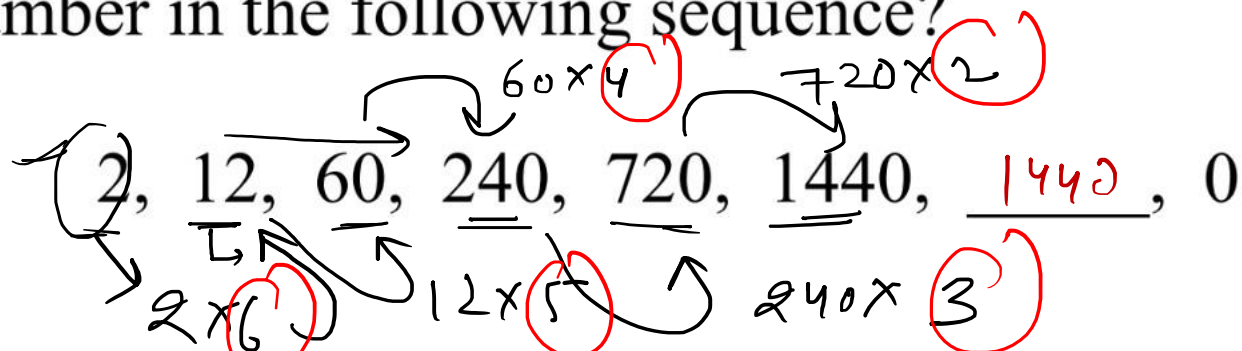 mber in the following sequence?
60 × 4 720 × 2
2, 12, 60, 240, 720, 1440, 1440, 0
2 × 6 12 × 5 240 × 3